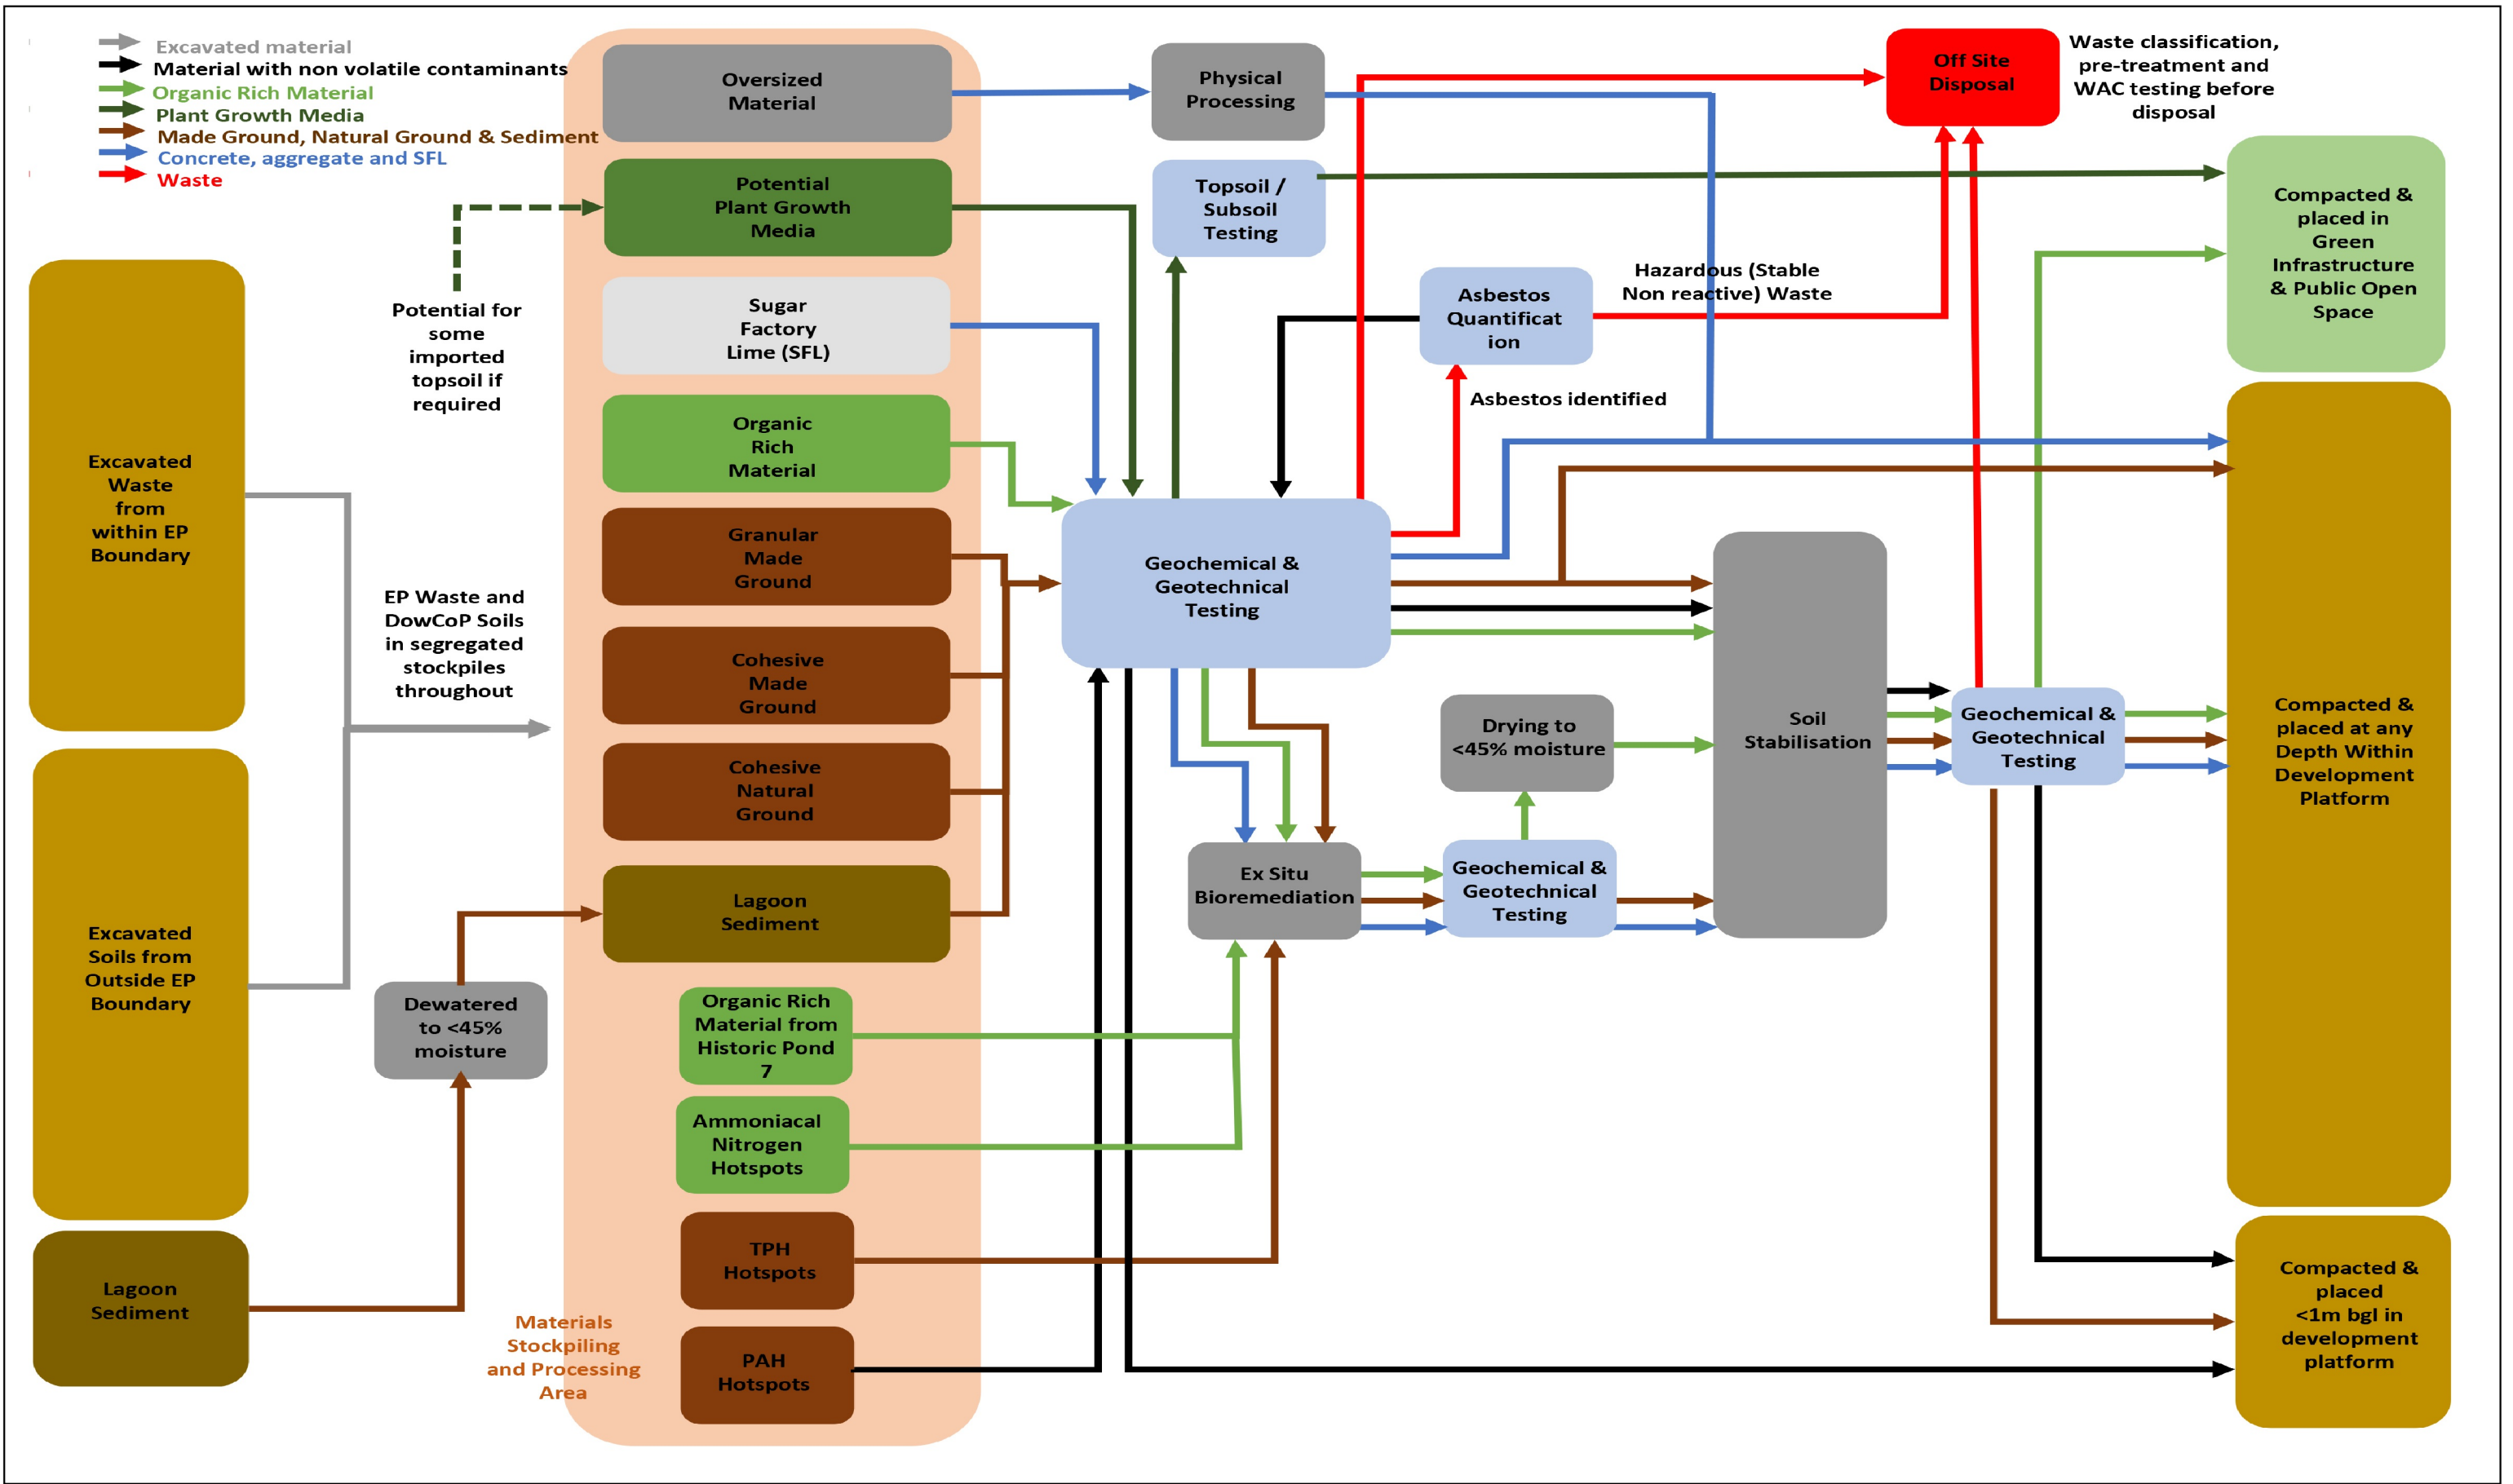 Excavated material
Material with non volatile contaminants
Organic Rich Material
Plant Growth Media
Made Ground, Natural Ground & Sediment
Concrete, aggregate and SFL
Waste
Excavated
Waste
from
within EP
Boundary
Excavated
Soils from
Outside EP
Boundary
Lagoon
Sediment
Potential for
some
imported
topsoil if
required
EP Waste and
DowCoP Soils
in segregated
stockpiles
throughout
Dewatered
to <45%
moisture
Materials
Stockpiling
and Processing
Area
Oversized
Material
Potential
Plant Growth
Media
Sugar
Factory
Lime (SFL)
Organic
Rich
Material
Granular
Made
Ground
Cohesive
Made
Ground
Cohesive
Natural
Ground
Lagoon
Sediment
Organic Rich
Material from
Historic Pond
7
Ammoniacal
Nitrogen
Hotspots
TPH
Hotspots
PAH
Hotspots
Physical
Processing
Topsoil /
Subsoil
Testing
Asbestos
Quantificat
ion
Hazardous (Stable
Non reactive) Waste
Asbestos identified
Geochemical &
Geotechnical
Testing
Ex Situ
Bioremediation
Drying to
<45% moisture
Geochemical &
Geotechnical
Testing
Soil
Stabilisation
Geochemical &
Geotechnical
Testing
Off Site
Disposal
Waste classification,
pre-treatment and
WAC testing before
disposal
Compacted &
placed in
Green
Infrastructure
& Public Open
Space
Compacted &
placed at any
Depth Within
Development
Platform
Compacted &
placed
<1m bgl in
development
platform